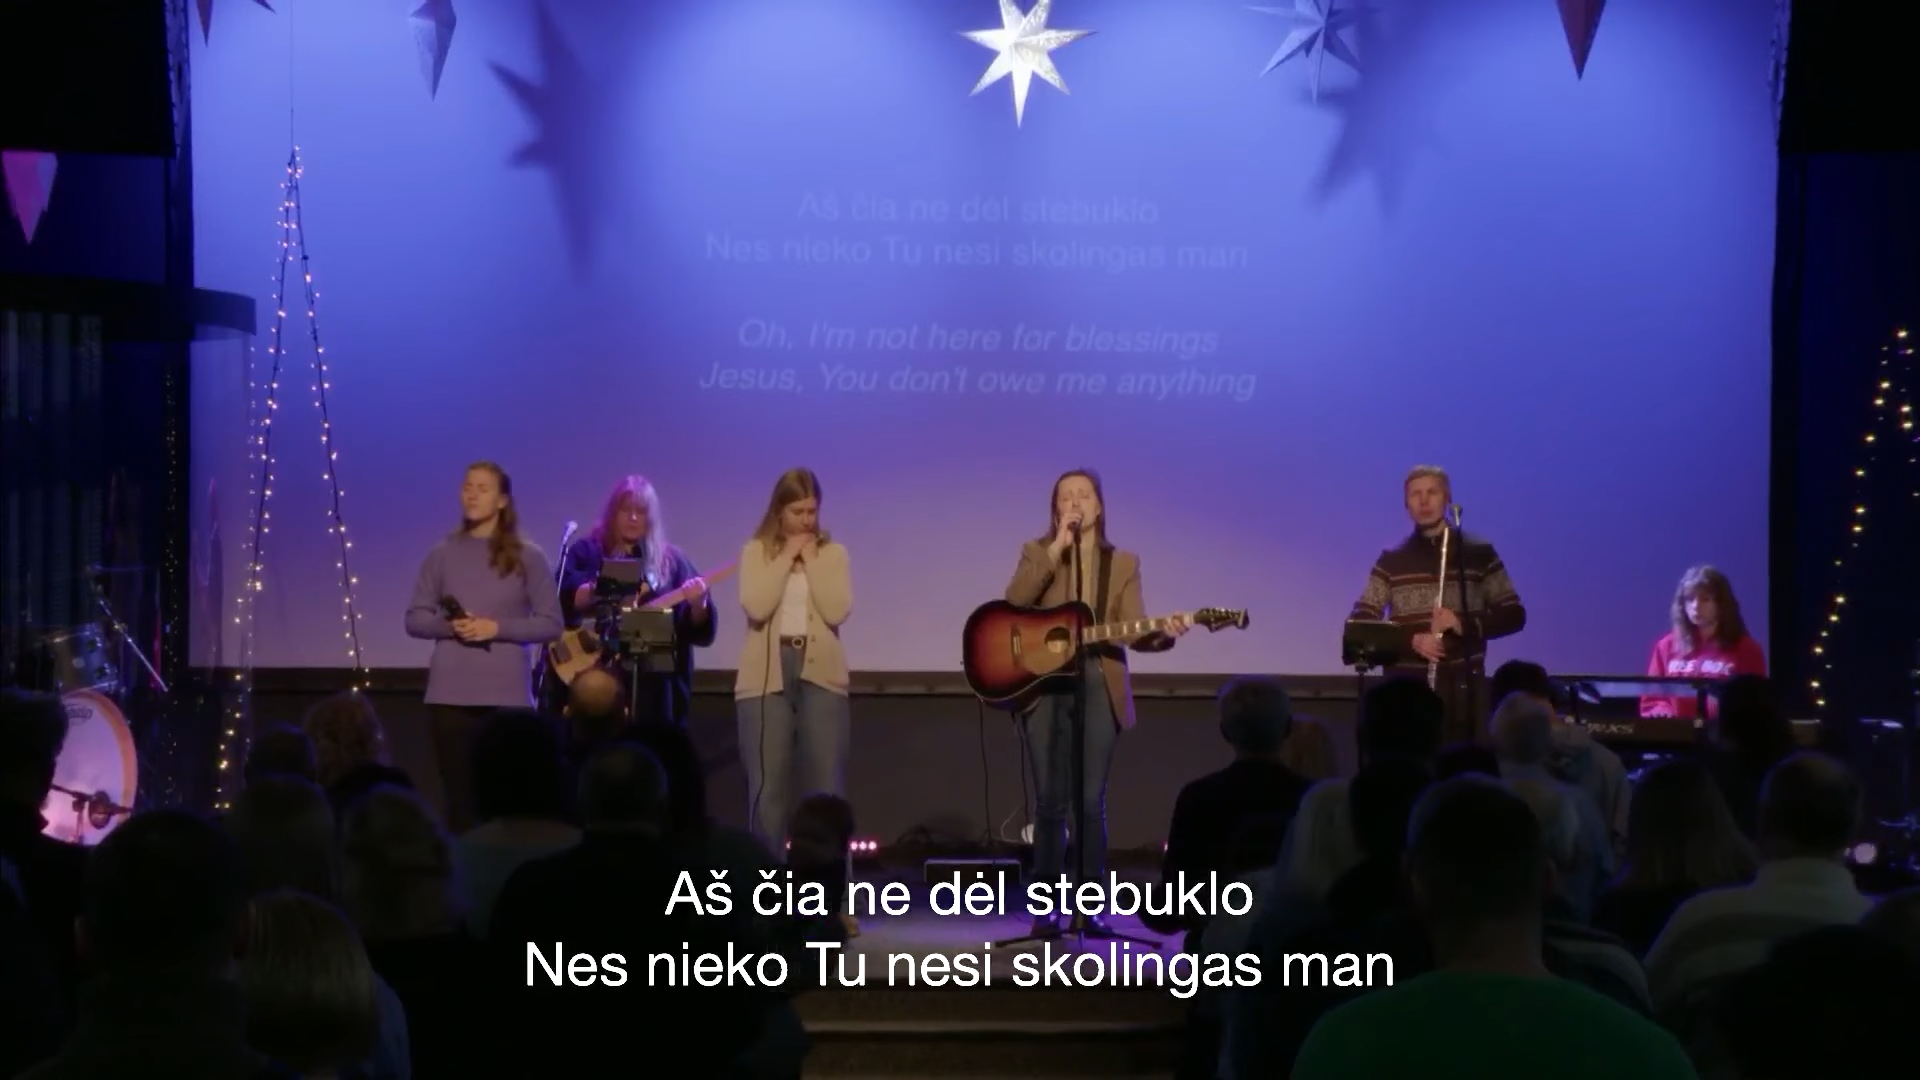 Aš čia ne dėl stebuklo
Nes nieko Tu nesi skolingas man
Oh, I'm not here for blessings
Jesus, You don't owe me anything
Aš čia ne dėl stebuklo
Nes nieko Tu nesi skolingas man